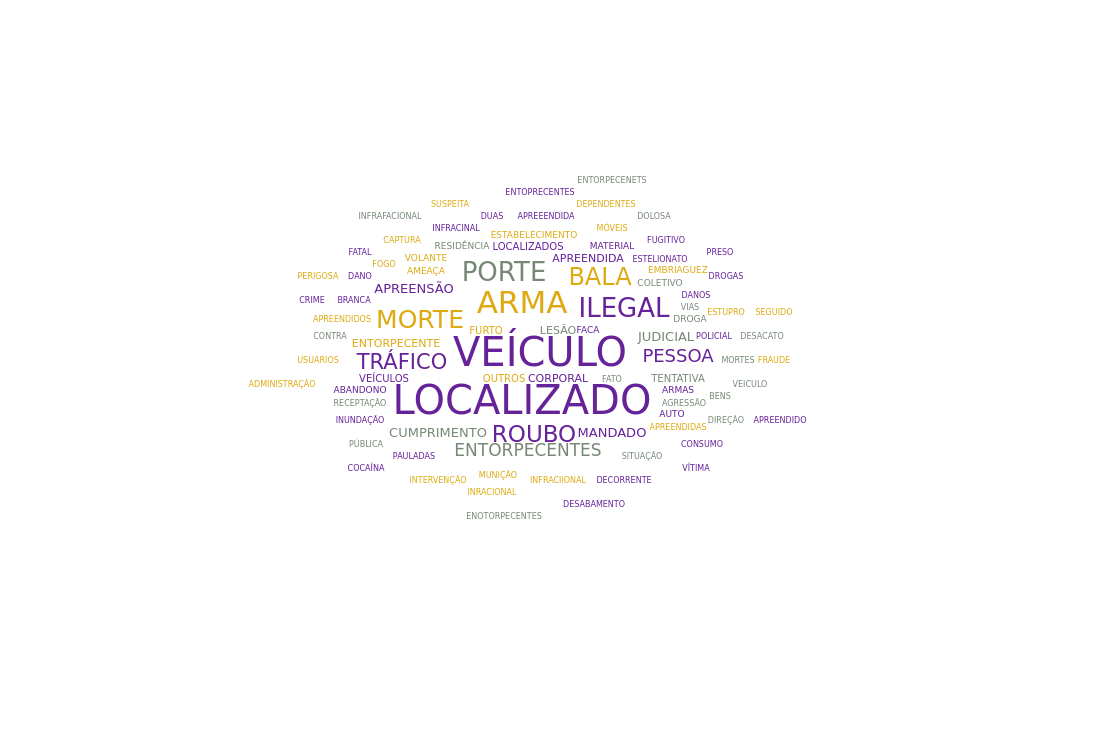 ENTORPECENETS
ENTOPRECENTES
SUSPEITA DEPENDENTES
INFRAFACIONAL DUAS APREEENDIDA DOLOSA
INFRACINAL MÓVEIS
CAPTURA ESTABELECIMENTO FUGITIVO
RESIDÊNCIA LOCALIZADOS MATERIAL
FATAL VOLANTE APREENDIDA ESTELIONATO PRESO
FOGO AMEAÇA PORTE BALA EMBRIAGUEZ
PERIGOSA DANO COLETIVO DROGAS
APREENSÃO
CRIME BRANCA ARMA ILEGAL DANOS
VIAS
APREENDIDOS MORTE DROGA ESTUPRO SEGUIDO
FURTO LESÃO FACA
CONTRA JUDICIAL POLICIAL DESACATO
ENTORPECENTE VEÍCULO
USUARIOS TRÁFICO PESSOA MORTES FRAUDE
VEÍCULOS OUTROS CORPORAL FATO TENTATIVA
ADMINISTRAÇÃO VEICULO
ABANDONO LOCALIZADO ARMAS
RECEPTAÇÃO AGRESSÃO BENS
AUTO
INUNDAÇÃO DIREÇÃO APREENDIDO
CUMPRIMENTO ROUBO MANDADO APREENDIDAS
PÚBLICA ENTORPECENTES CONSUMO
PAULADAS SITUAÇÃO
COCAÍNA VÍTIMA
INTERVENÇÃO MUNIÇÃO INFRACIIONAL DECORRENTE
INRACIONAL
DESABAMENTO
ENOTORPECENTES